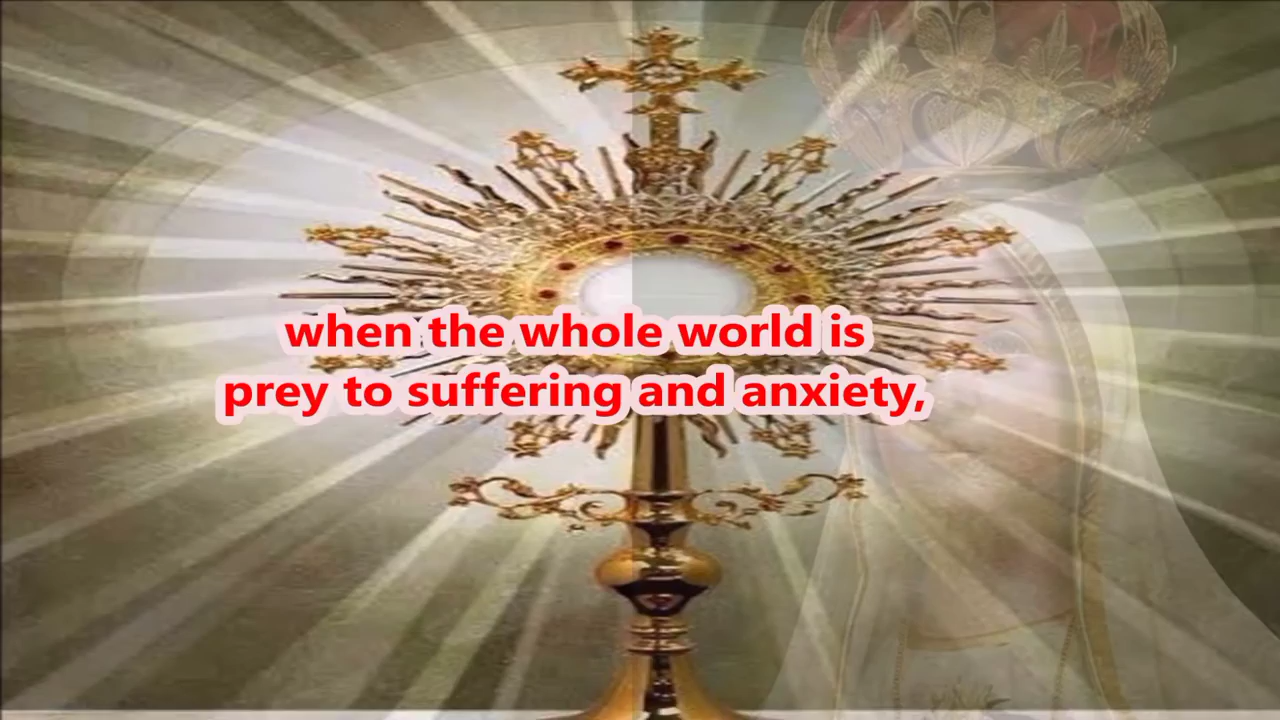 when the whole world is
prey to suffering and anxiety,